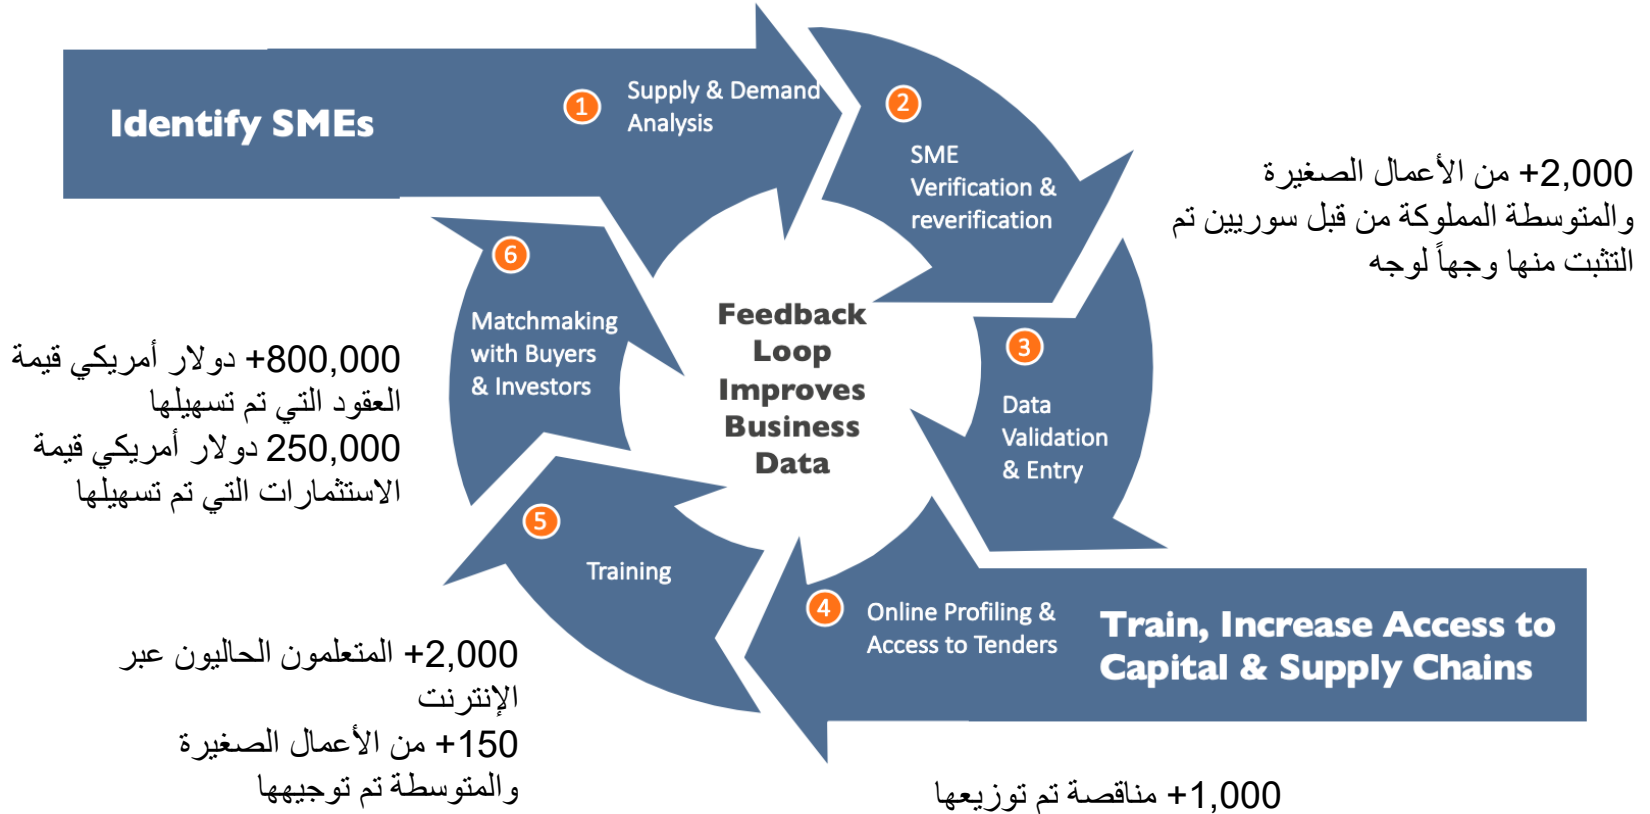 Identify SMEs
1
Supply & Demand
Analysis
2
SME
Verification &
reverification
+2,000 من الأعمال الصغيرة
والمتوسطة المملوكة من قبل سوريين تم
التثبت منها وجهاً لوجه
3
Data
Validation
& Entry
4
Online Profiling &
Access to Tenders
Train, Increase Access to
Capital & Supply Chains
+1,000 مناقصة تم توزيعها
5
Training
+2,000 المتعلمون الحاليون عبر
الإنترنت
+150 من الأعمال الصغيرة
والمتوسطة تم توجيهها
6
Matchmaking
with Buyers
& Investors
+800,000 دولار أمريكي قيمة
العقود التي تم تسهيلها
250,000 دولار أمريكي قيمة
الاستثمارات التي تم تسهيلها
Feedback
Loop
Improves
Business
Data